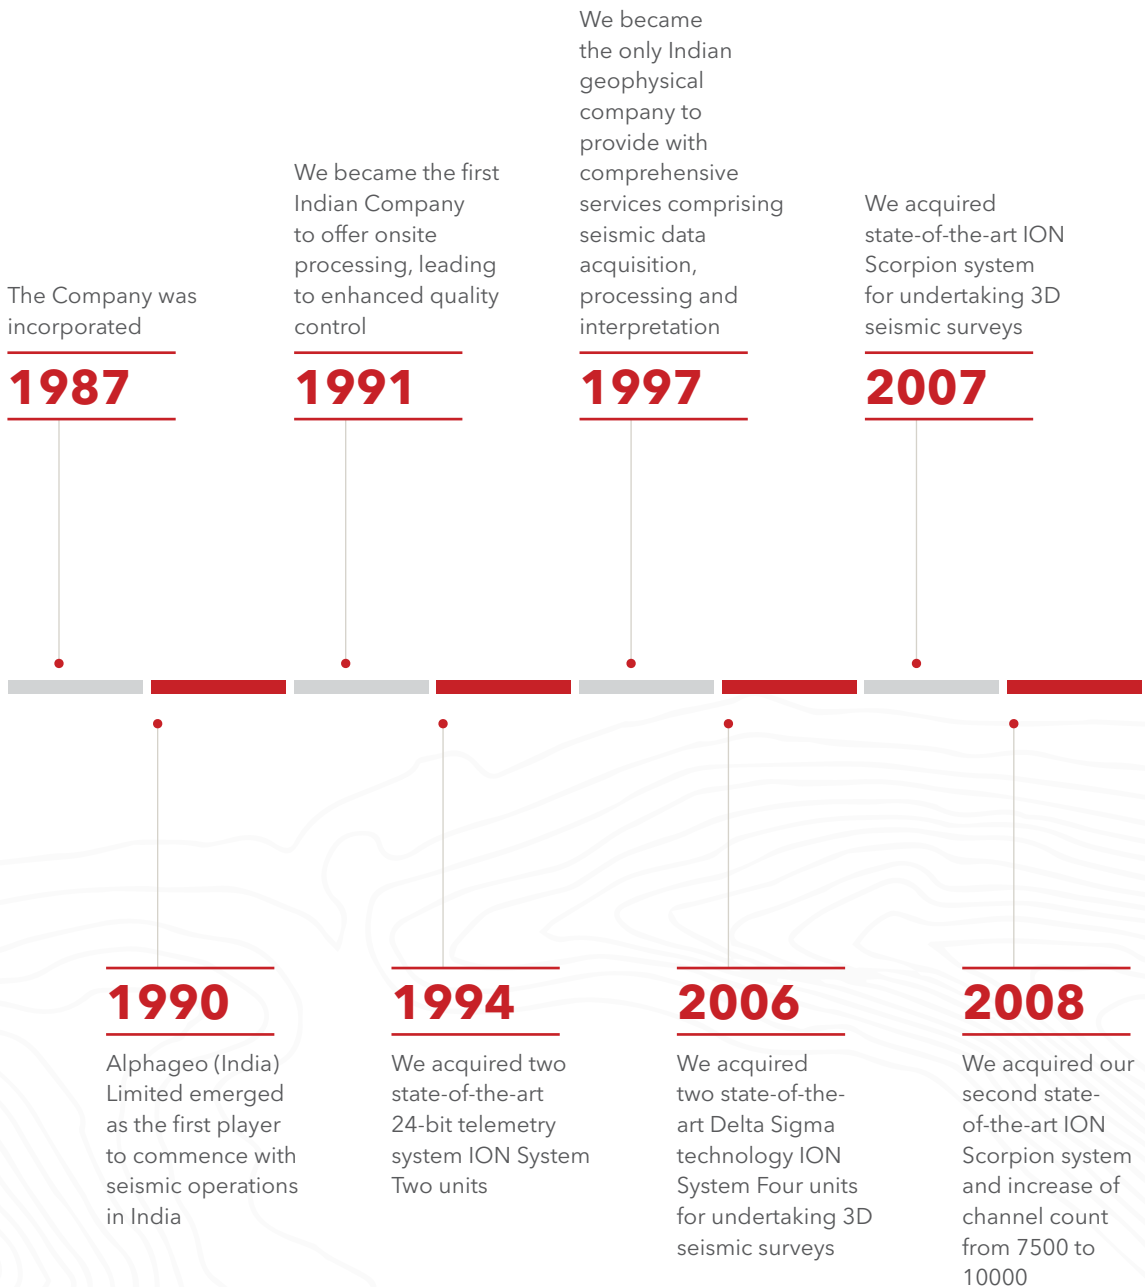 The Company was
incorporated
1987
We became the first
Indian Company
to offer onsite
processing, leading
to enhanced quality
control
1991
We became
the only Indian
geophysical
company to
provide with
comprehensive
services comprising
seismic data
acquisition,
processing and
interpretation
1997
We acquired
state-of-the-art ION
Scorpion system
for undertaking 3D
seismic surveys
2007
1990
Alphageo (India)
Limited emerged
as the first player
to commence with
seismic operations
in India
1994
We acquired two
state-of-the-art
24-bit telemetry
system ION System
Two units
2006
We acquired
two state-of-the-
art Delta Sigma
technology ION
System Four units
for undertaking 3D
seismic surveys
2008
We acquired our
second state-
of-the-art ION
Scorpion system
and increase of
channel count
from 7500 to
10000